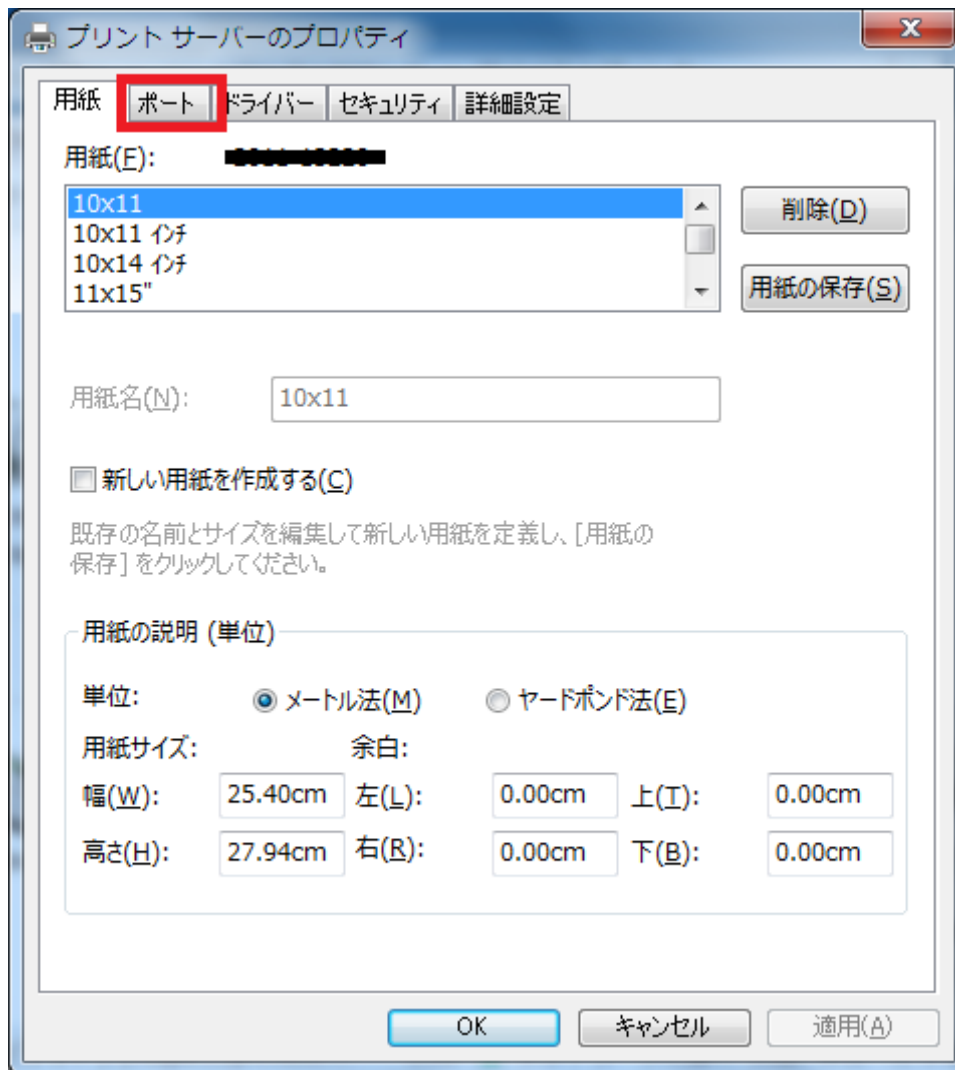 プリント サーバーのプロパティ
用紙 ポート ドライバー セキュリティ 詳細設定
用紙(F):
10x11
10x11 インチ
10x14 インチ
11x15"
削除(D)
用紙の保存(S)
用紙名(N): 10x11
新しい用紙を作成する(C)
既存の名前とサイズを編集して新しい用紙を定義し、[用紙の
保存] をクリックしてください。
用紙の説明 (単位)
単位: メートル法(M) ヤードポンド法(E)
用紙サイズ: 余白:
幅(W): 25.40cm 左(L): 0.00cm 上(T): 0.00cm
高さ(H): 27.94cm 右(R): 0.00cm 下(B): 0.00cm
OK キャンセル 適用(A)